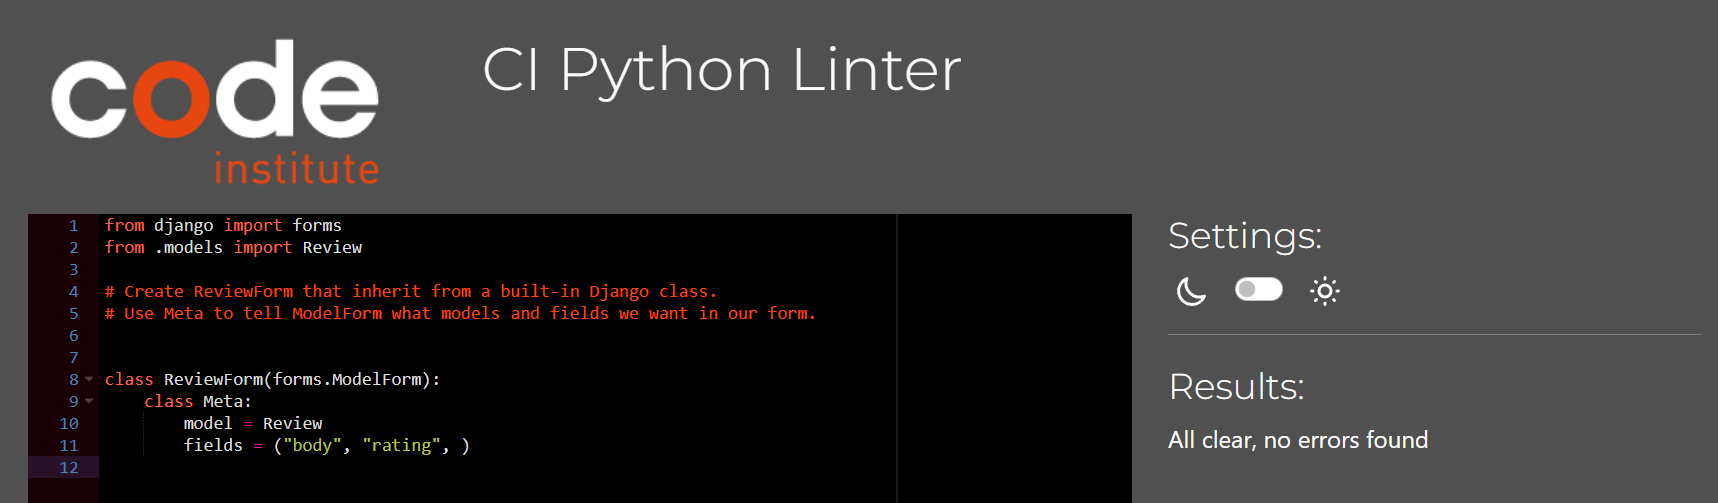 code
institute
CI Python Linter
1 from django import forms
2 from .models import Review
3
4 # Create ReviewForm that inherit from a built-in Django class.
5 # Use Meta to tell ModelForm what models and fields we want in our form.
6
7
8 class ReviewForm(forms.ModelForm):
9     class Meta:
10         model = Review
11         fields = ("body", "rating", )
12
Settings:
Results:
All clear, no errors found